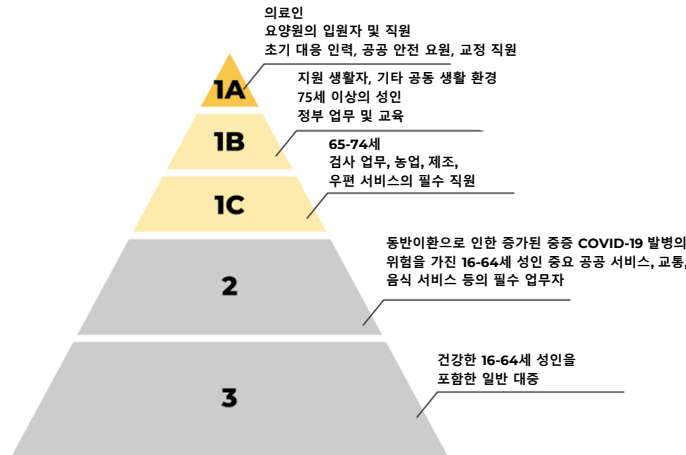 의료인
요양원의 입원자 및 직원
초기 대응 인력, 공공 안전 요원, 교정 직원
1A
지원 생활자, 기타 공동 생활 환경
75세 이상의 성인
정부 업무 및 교육
1B
65-74세
검사 업무, 농업, 제조,
우편 서비스의 필수 직원
1C
동반이환으로 인한 증가된 중증 COVID-19 발병의
위험을 가진 16-64세 성인 중요 공공 서비스, 교통,
음식 서비스 등의 필수 업무자
2
건강한 16-64세 성인을
포함한 일반 대중
3